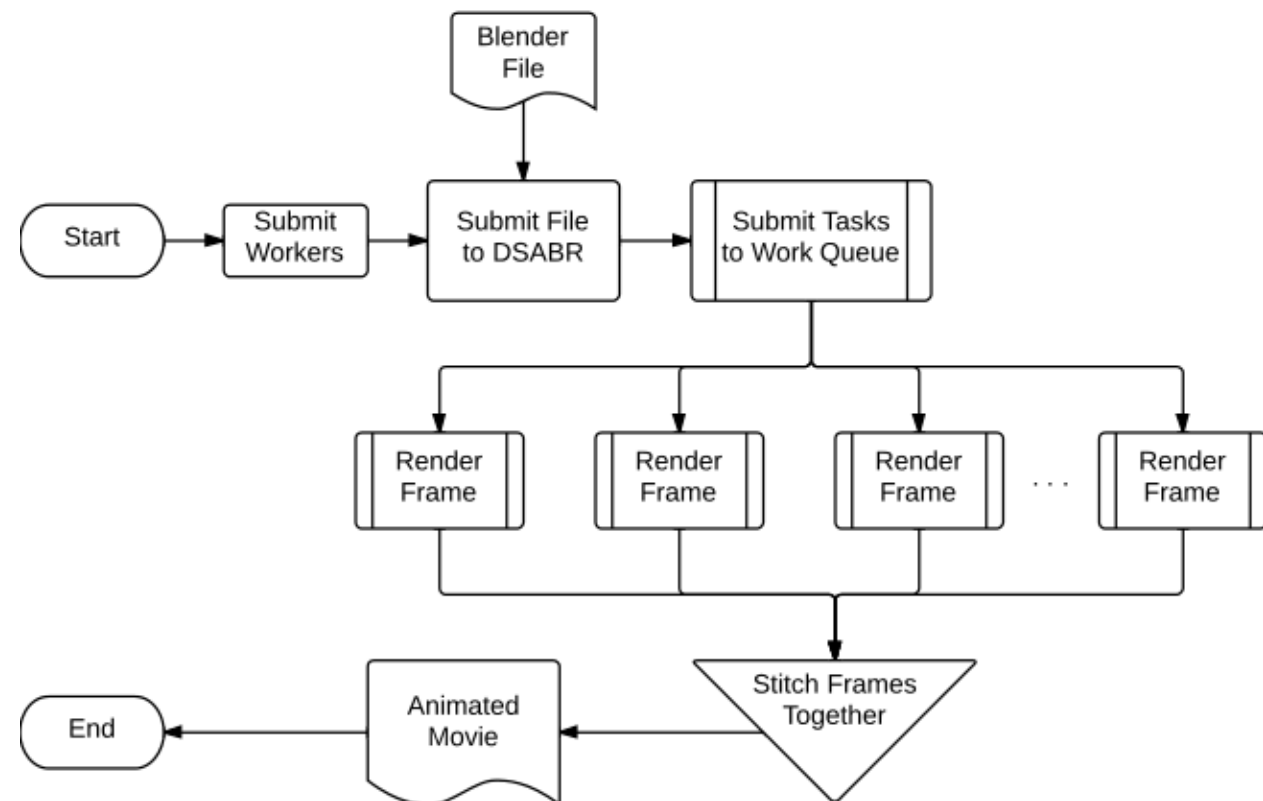 Blender
File
Start
Submit
Workers
Submit File
to DSABR
Submit Tasks
to Work Queue
Render
Frame
Render
Frame
Render
Frame
. . .
Render
Frame
Stitch Frames
Together
Animated
Movie
End